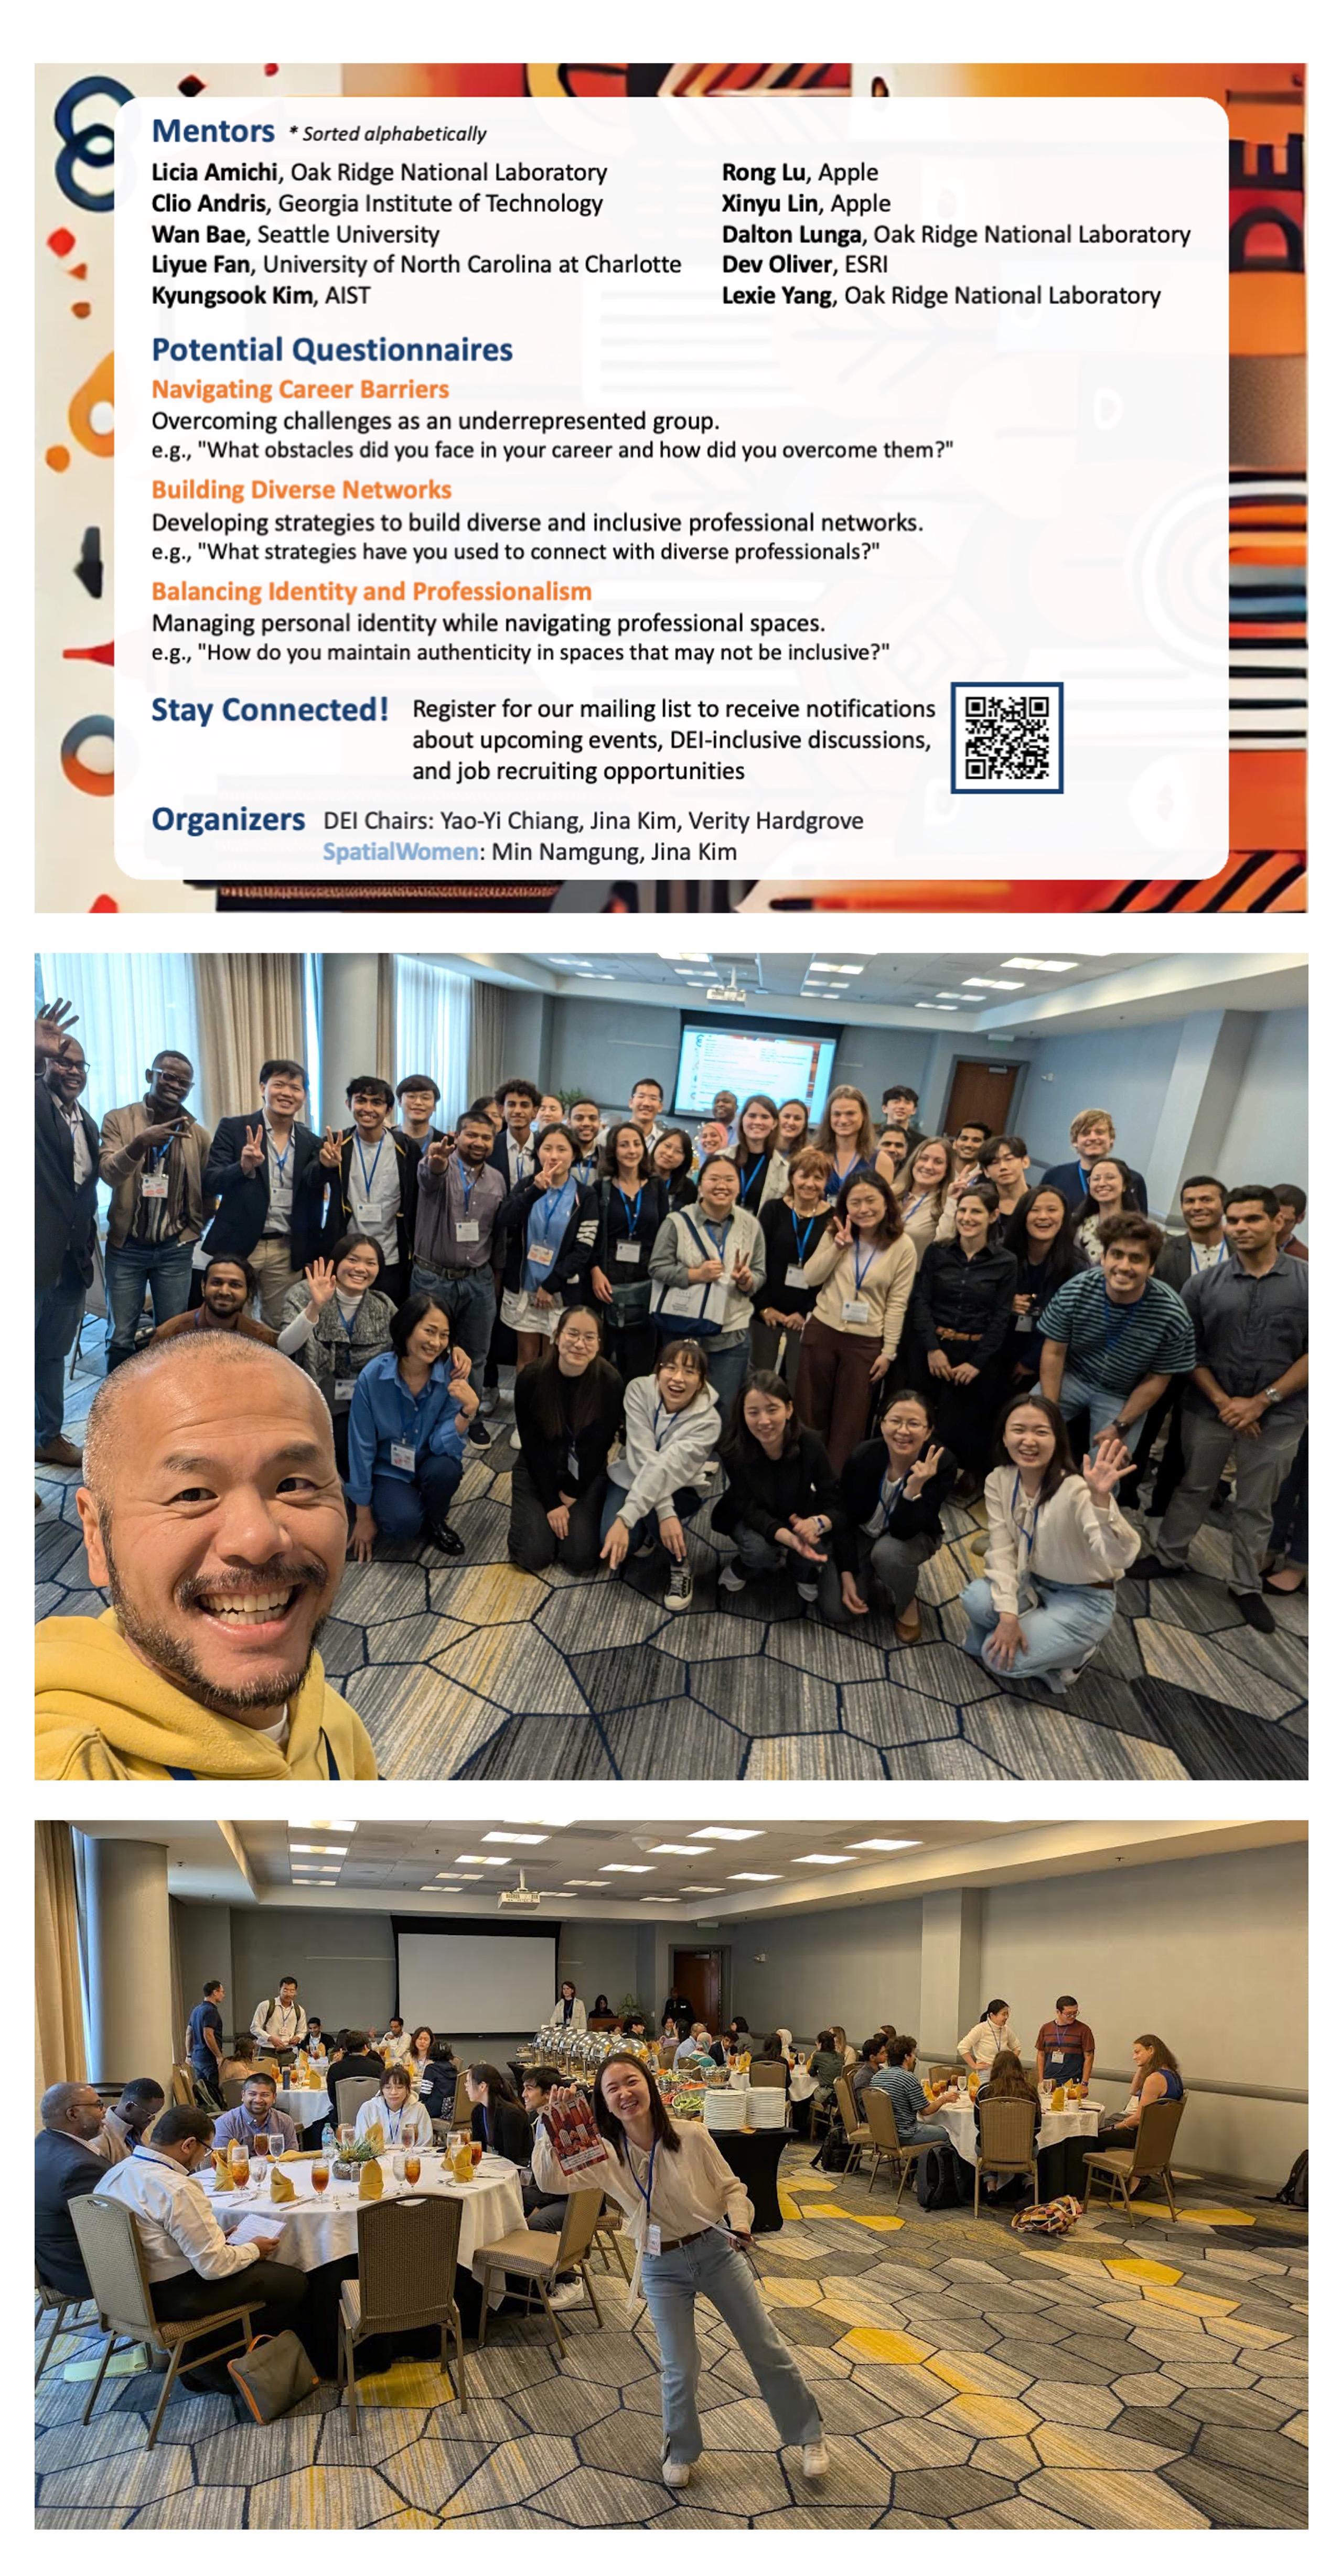 Mentors * Sorted alphabetically
Licia Amichi, Oak Ridge National Laboratory
Clio Andris, Georgia Institute of Technology
Wan Bae, Seattle University
Liyue Fan, University of North Carolina at Charlotte
Kyungsook Kim, AIST
Rong Lu, Apple
Xinyu Lin, Apple
Dalton Lunga, Oak Ridge National Laboratory
Dev Oliver, ESRI
Lexie Yang, Oak Ridge National Laboratory
Potential Questionnaires
Navigating Career Barriers
Overcoming challenges as an underrepresented group.
e.g., "What obstacles did you face in your career and how did you overcome them?"
Building Diverse Networks
Developing strategies to build diverse and inclusive professional networks.
e.g., "What strategies have you used to connect with diverse professionals?"
Balancing Identity and Professionalism
Managing personal identity while navigating professional spaces.
e.g., "How do you maintain authenticity in spaces that may not be inclusive?"
Stay Connected! Register for our mailing list to receive notifications
about upcoming events, DEI-inclusive discussions,
and job recruiting opportunities
Organizers DEI Chairs: Yao-Yi Chiang, Jina Kim, Verity Hardgrove
SpatialWomen: Min Namgung, Jina Kim
DE